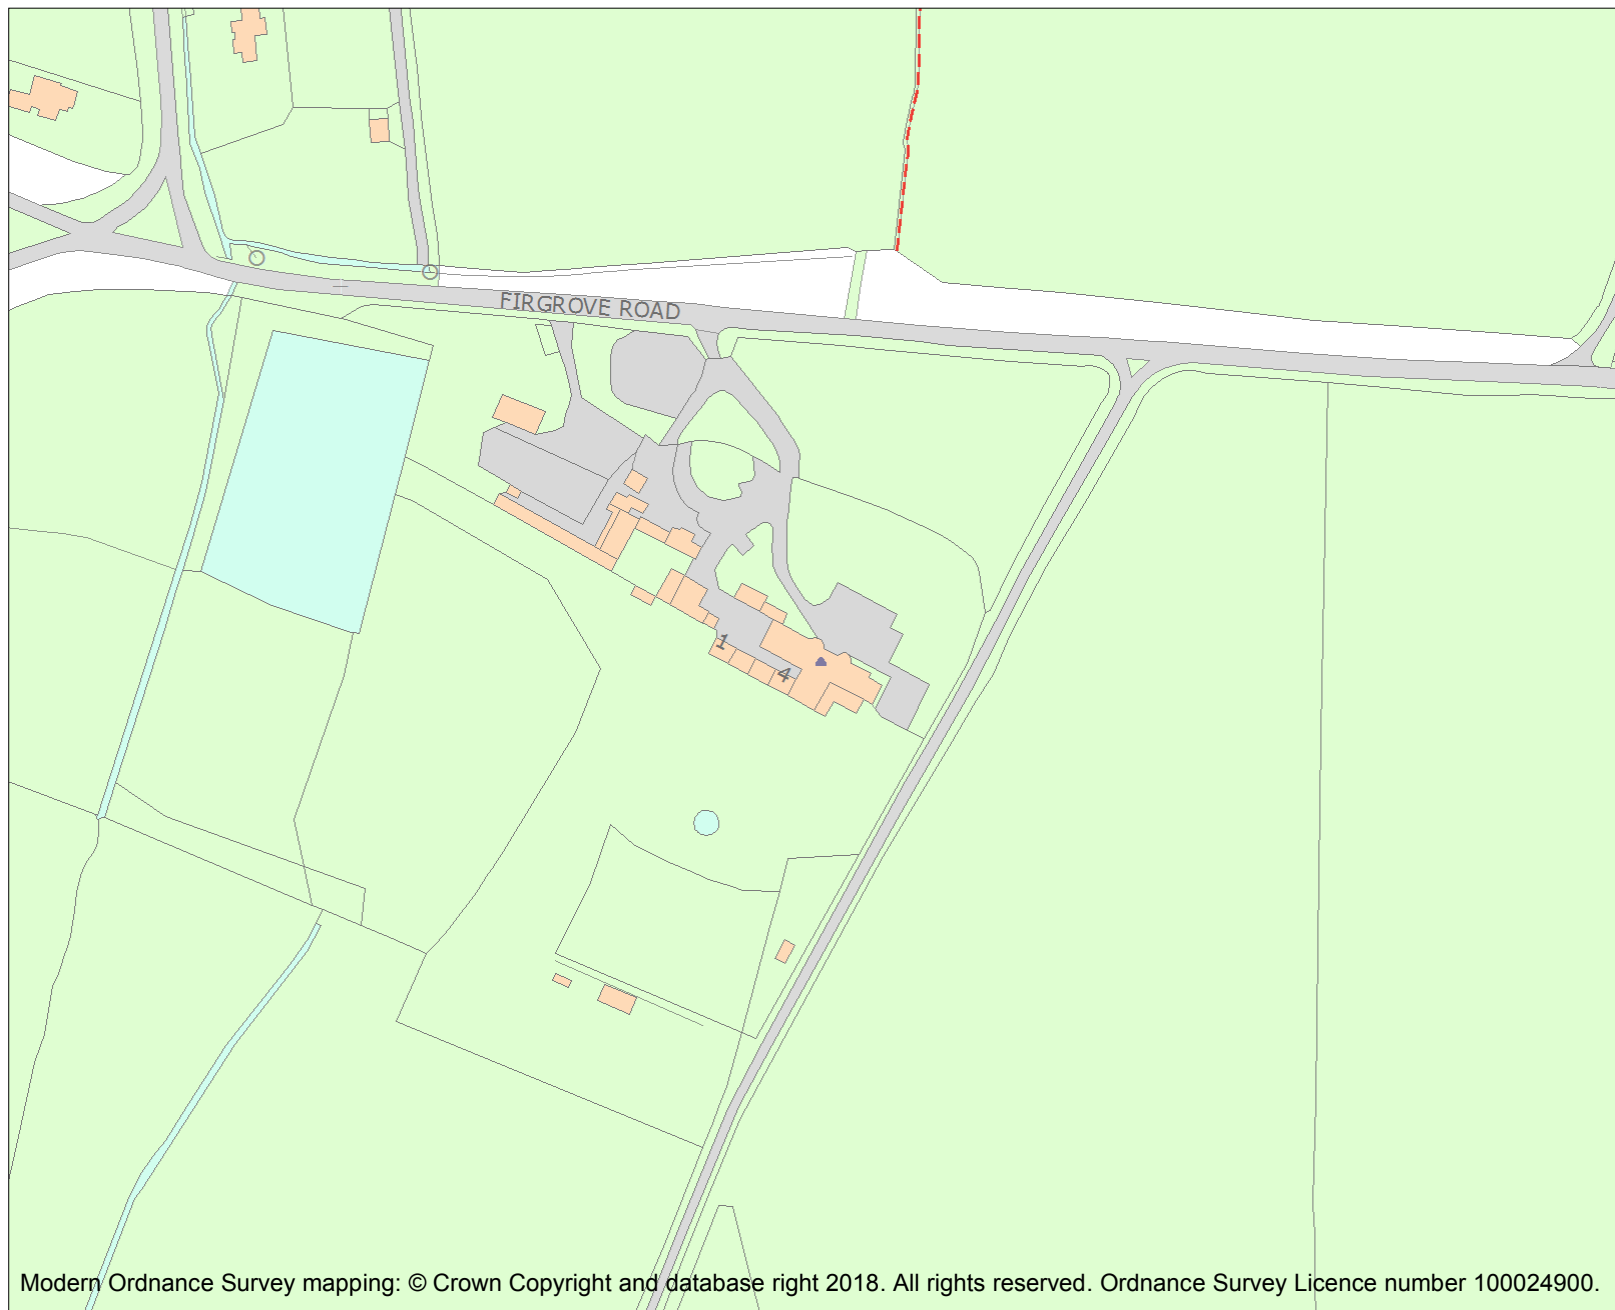 FIRGROVE ROAD
1
4
Modern Ordnance Survey mapping: © Crown Copyright and database right 2018. All rights reserved. Ordnance Survey Licence number 100024900.